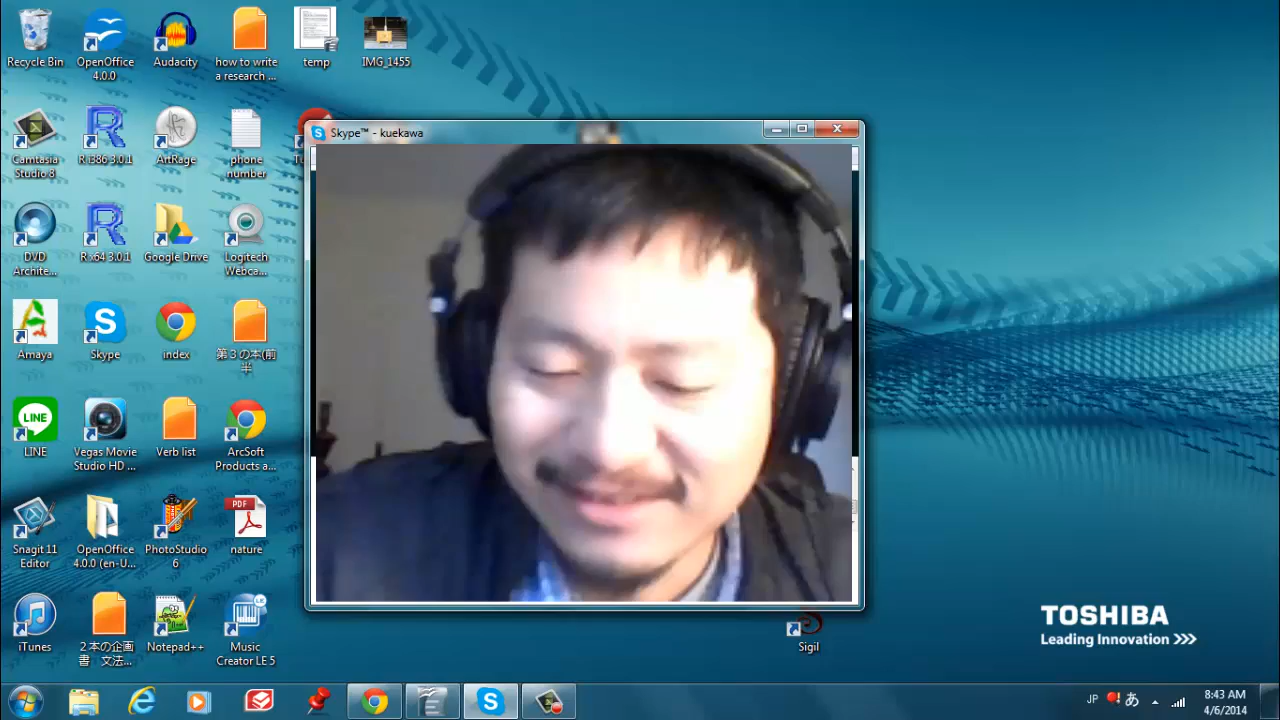 Recycle Bin
OpenOffice
4.0.0
Audacity
how to write
a research ...
temp
IMG_1455
Camtasia
Studio 8
R i386 3.0.1
ArtRage
phone
number
Skype™ - kuekawa
DVD
Archite...
R x64 3.0.1
Google Drive
Logitech
Webca...
Amaya
Skype
index
第３の本(前
半
LINE
LINE
Vegas Movie
Studio HD ...
Verb list
ArcSoft
Products a...
PDF
Snagit 11
Editor
OpenOffice
4.0.0 (en-U...
PhotoStudio
6
nature
iTunes
２本の企画
書　文法...
Notepad++
LE
Music
Creator LE 5
Sigil
TOSHIBA
Leading Innovation >>>
JP
あ
8:43 AM
4/6/2014